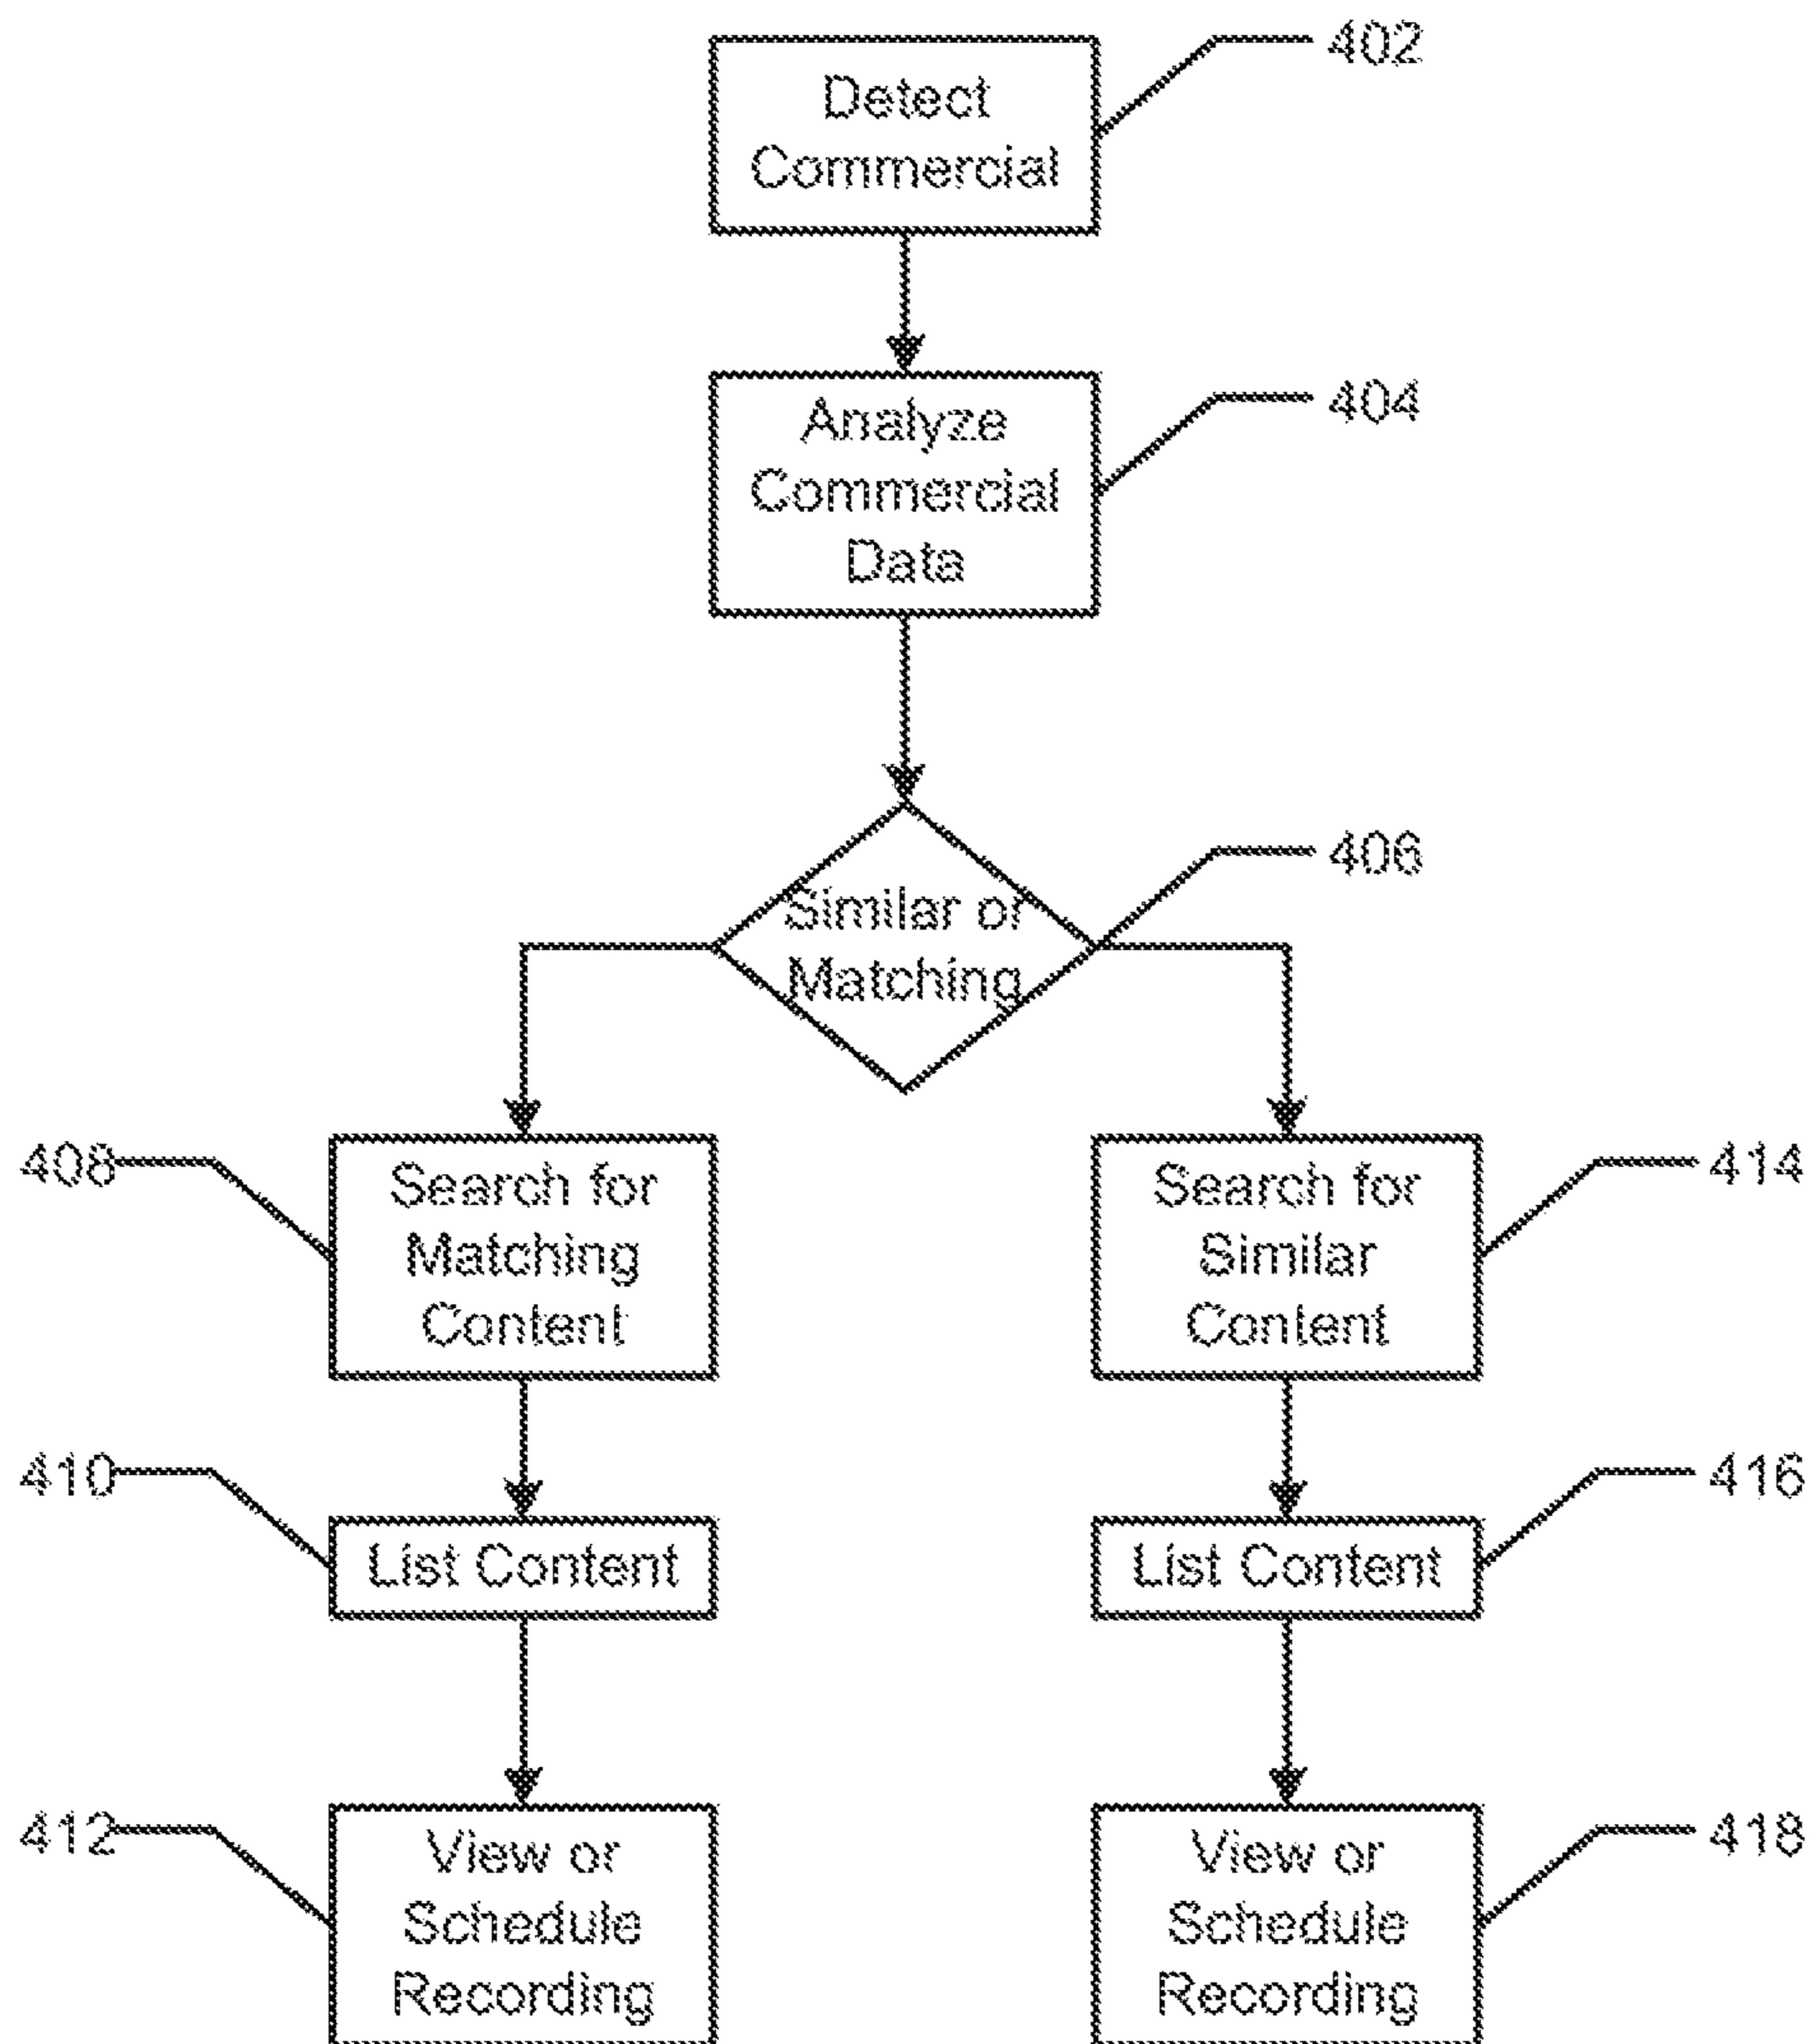 402
Detect
Commercial
404
Analyze
Commercial
Data
406
Similar or
Matching
408
Search for
Matching
Content
414
Search for
Similar
Content
410
List Content
416
List Content
412
View or
Schedule
Recording
418
View or
Schedule
Recording